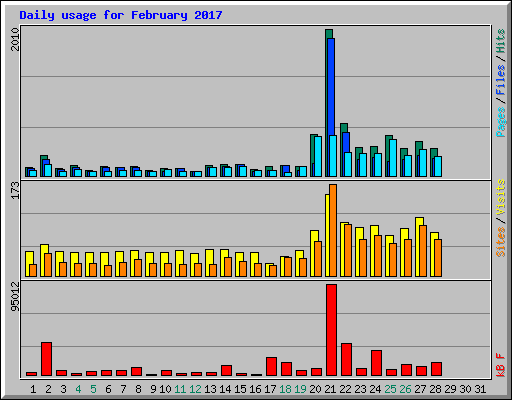 Daily usage for February 2017
2010
Pages / Files / Hits
173
Sites / Visits
95012
kB F
1 2 3 4 5 6 7 8 9 10 11 12 13 14 15 16 17 18 19 20 21 22 23 24 25 26 27 28 29 30 31